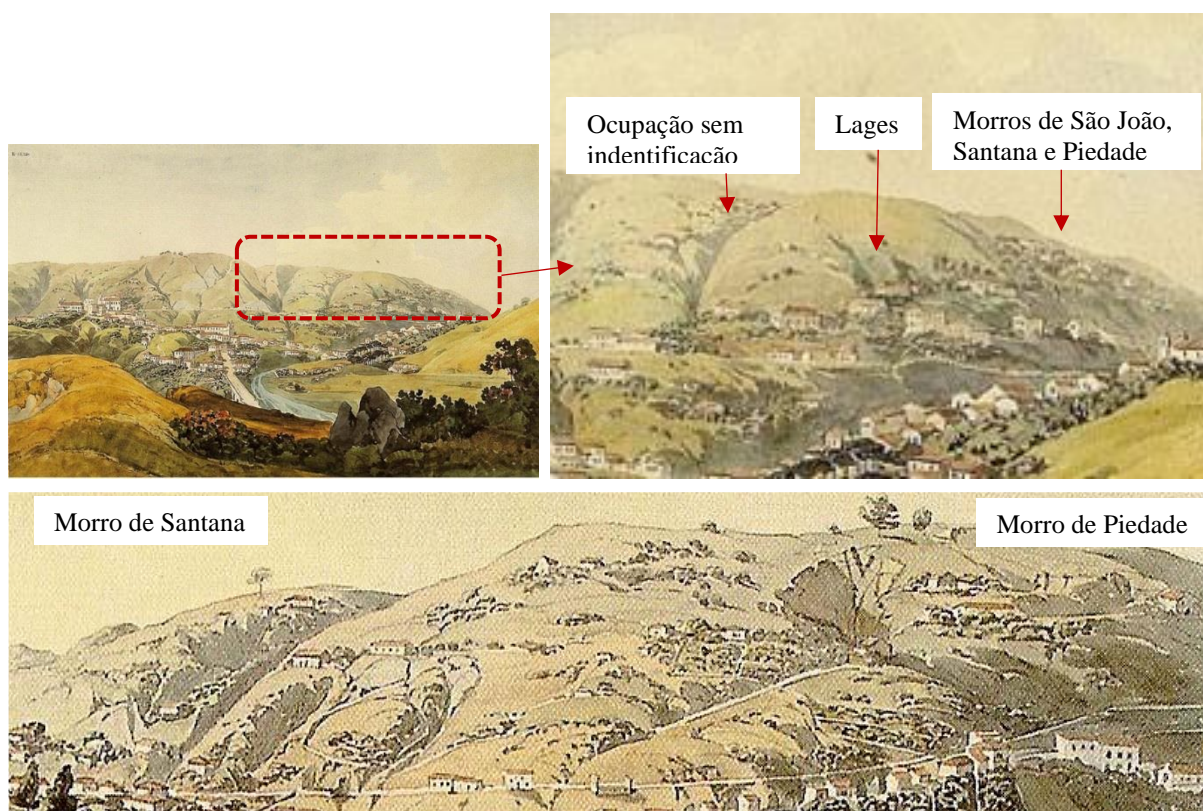 Ocupação sem
indentificação
Lages
Morros de São João,
Santana e Piedade
Morro de Santana
Morro de Piedade